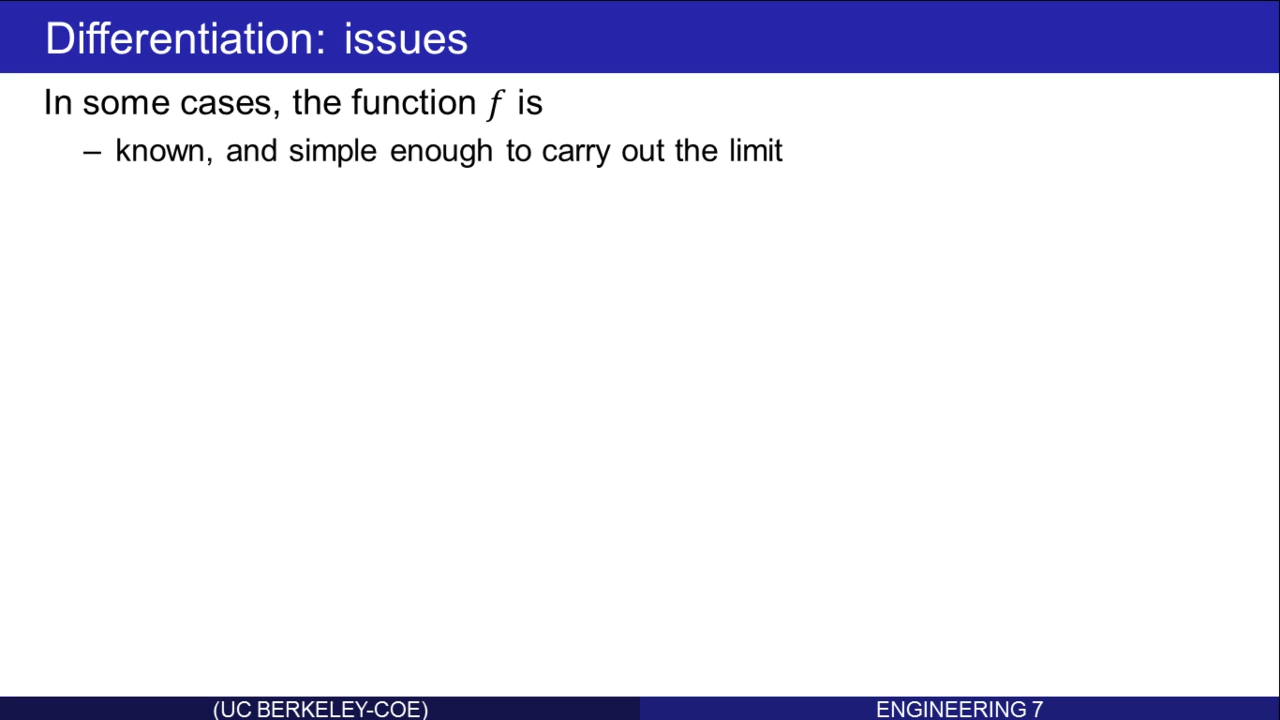 Differentiation: issues
In some cases, the function f is
– known, and simple enough to carry out the limit
(UC BERKELEY-COE)
ENGINEERING 7